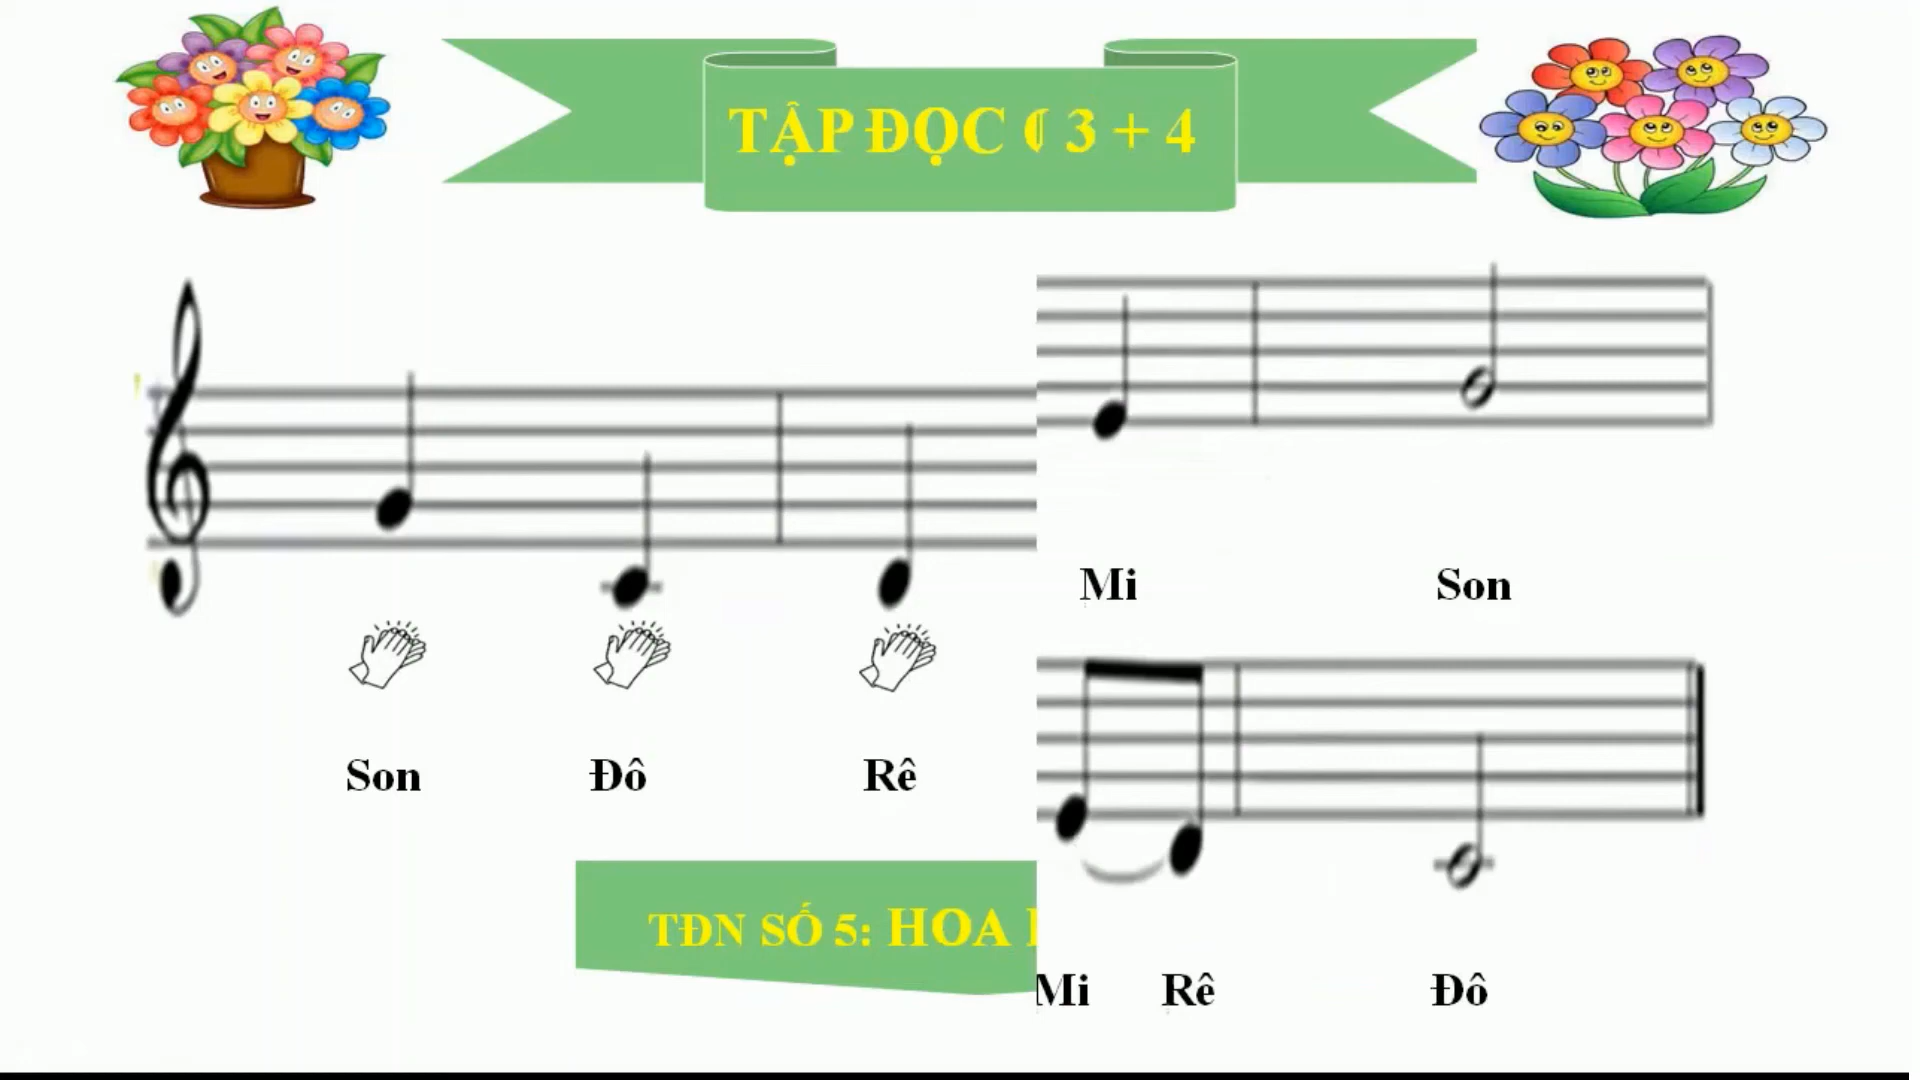 TẬP ĐỌC 3 + 4
Mi Son
Son Đô Rê
TĐN SỐ 5: HOA
Mi Rê Đô